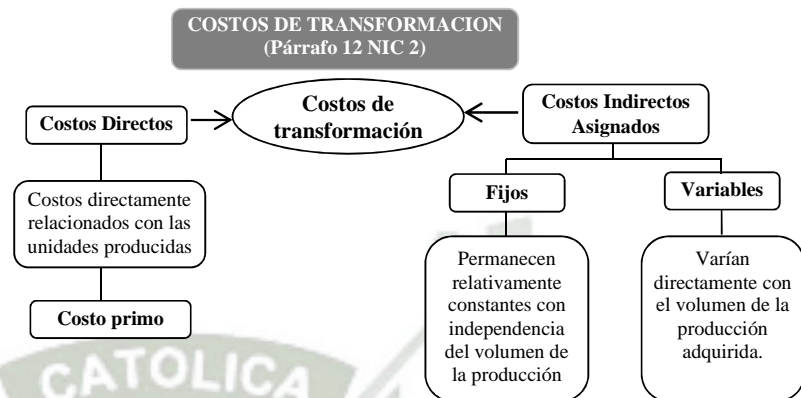 COSTOS DE TRANSFORMACION
(Párrafo 12 NIC 2)
Costos Directos
Costos de
transformación
Costos Indirectos
Asignados
Costos directamente
relacionados con las
unidades producidas
Costo primo
Fijos
Variables
Permanecen
relativamente
constantes con
independencia
del volumen de
la producción
Varían
directamente con
el volumen de la
producción
adquirida.
CATOLICA